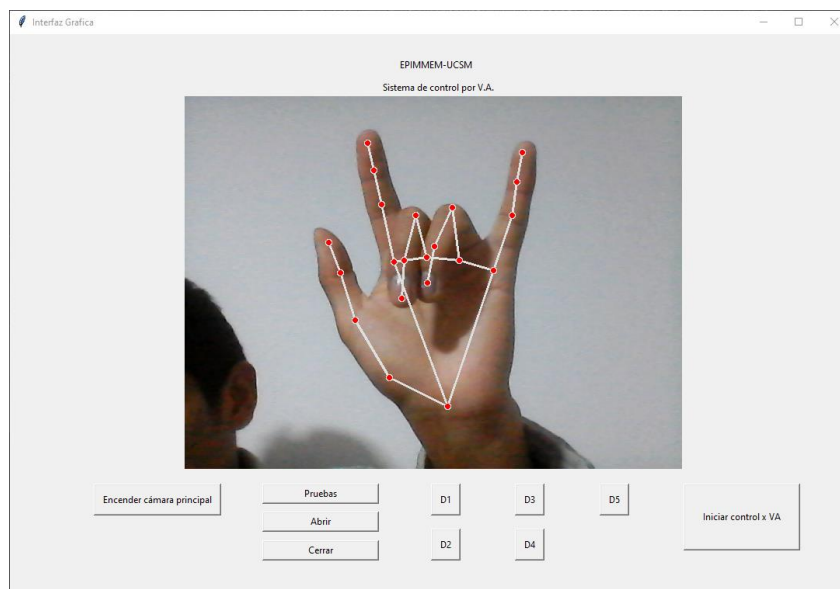 Interfaz Grafica
EPIMMEM-UCSM
Sistema de control por V.A.
Encender cámara principal
Pruebas
Abrir
Cerrar
D1
D3
D5
D2
D4
Iniciar control x VA